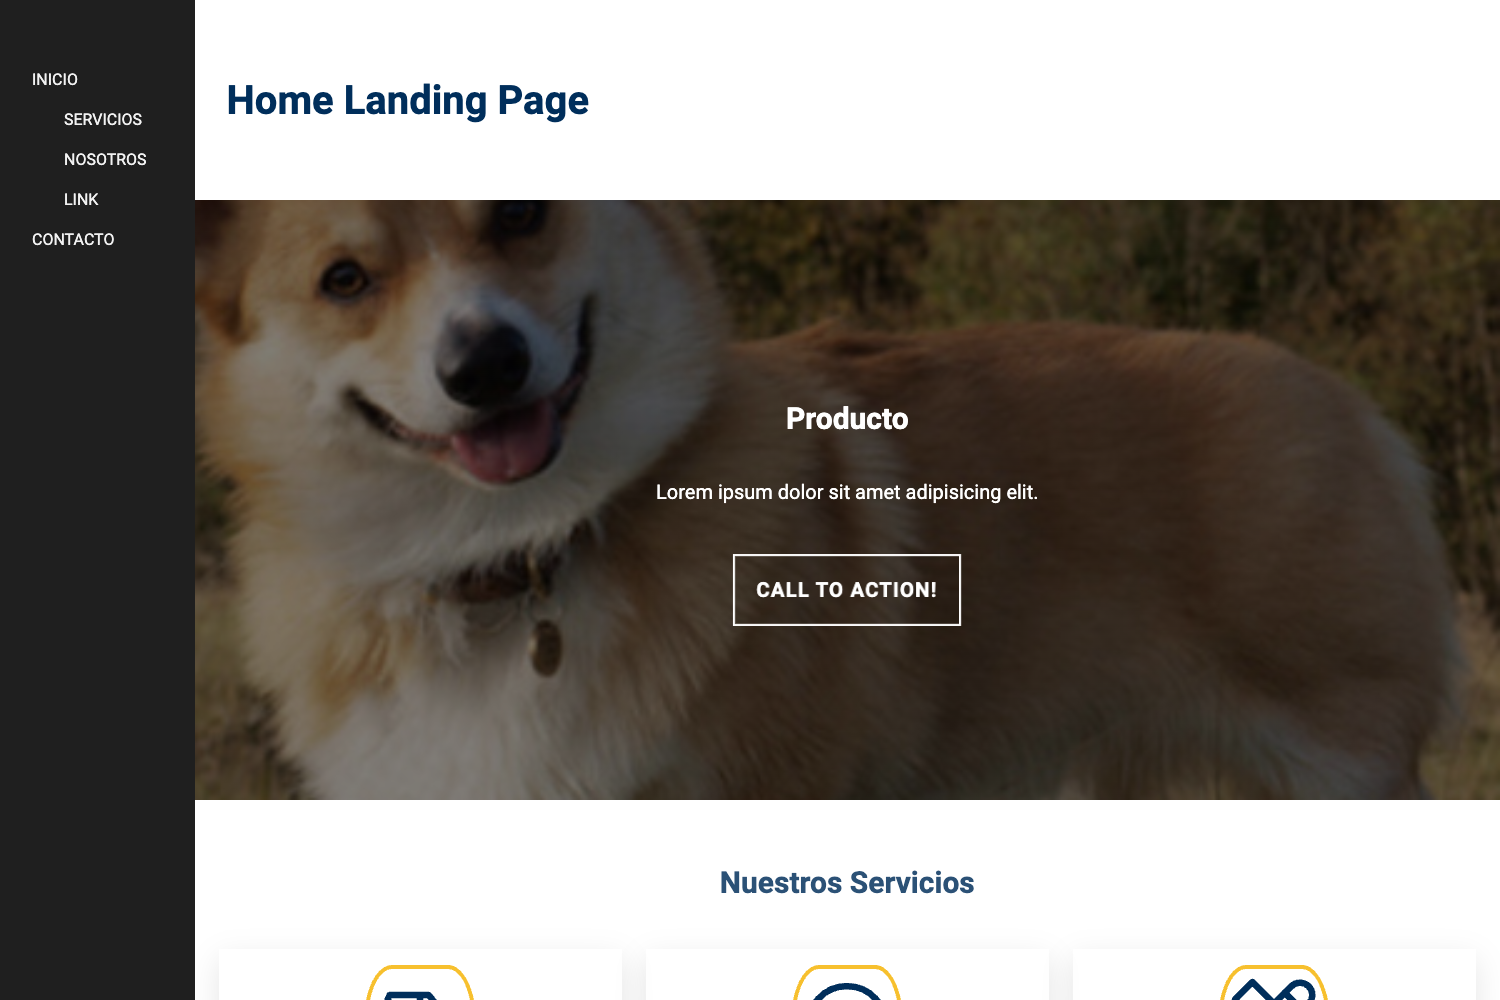 INICIO
SERVICIOS
NOSOTROS
LINK
CONTACTO
Home Landing Page
Producto
Lorem ipsum dolor sit amet adipisicing elit.
CALL TO ACTION!
Nuestros Servicios